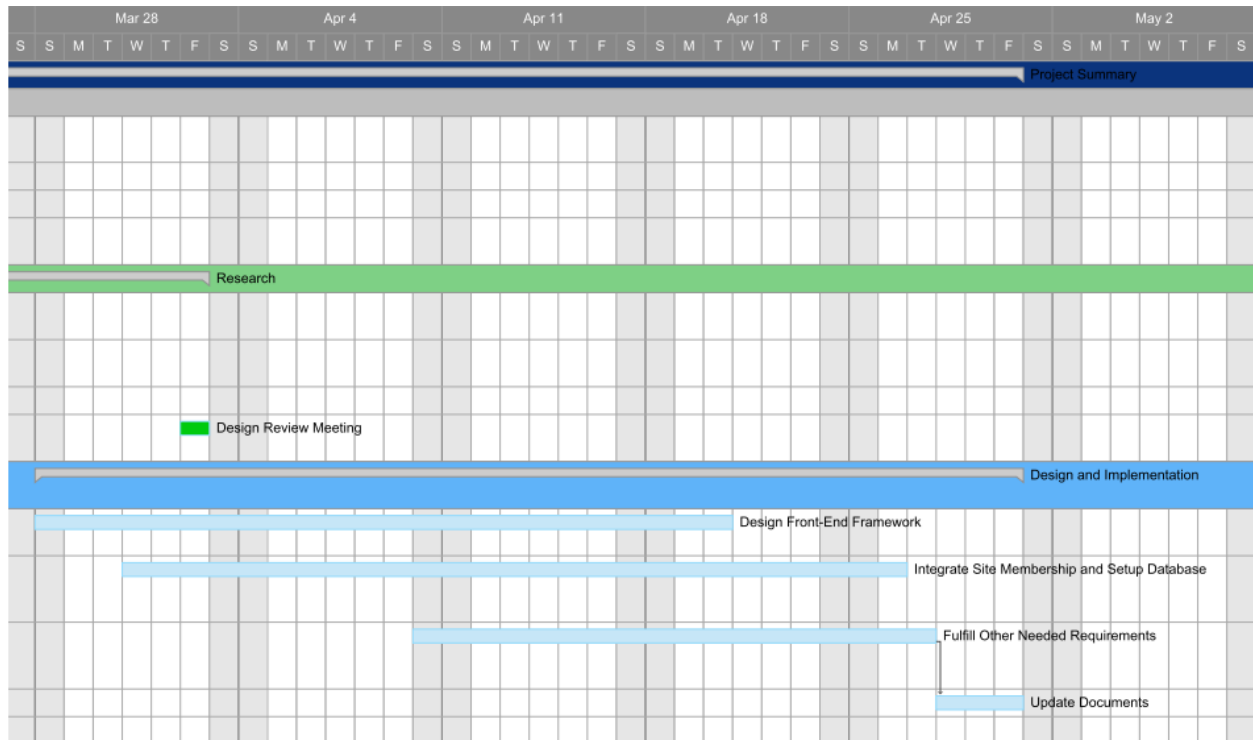 Mar 28 Apr 4 Apr 11 Apr 18 Apr 25 May 2
S S M T W T F S S M T W T F S S M T W T F S S M T W T F S S M T W T F S S M T W T F S
Project Summary
Research
Design Review Meeting
Design and Implementation
Design Front-End Framework
Integrate Site Membership and Setup Database
Fulfill Other Needed Requirements
Update Documents